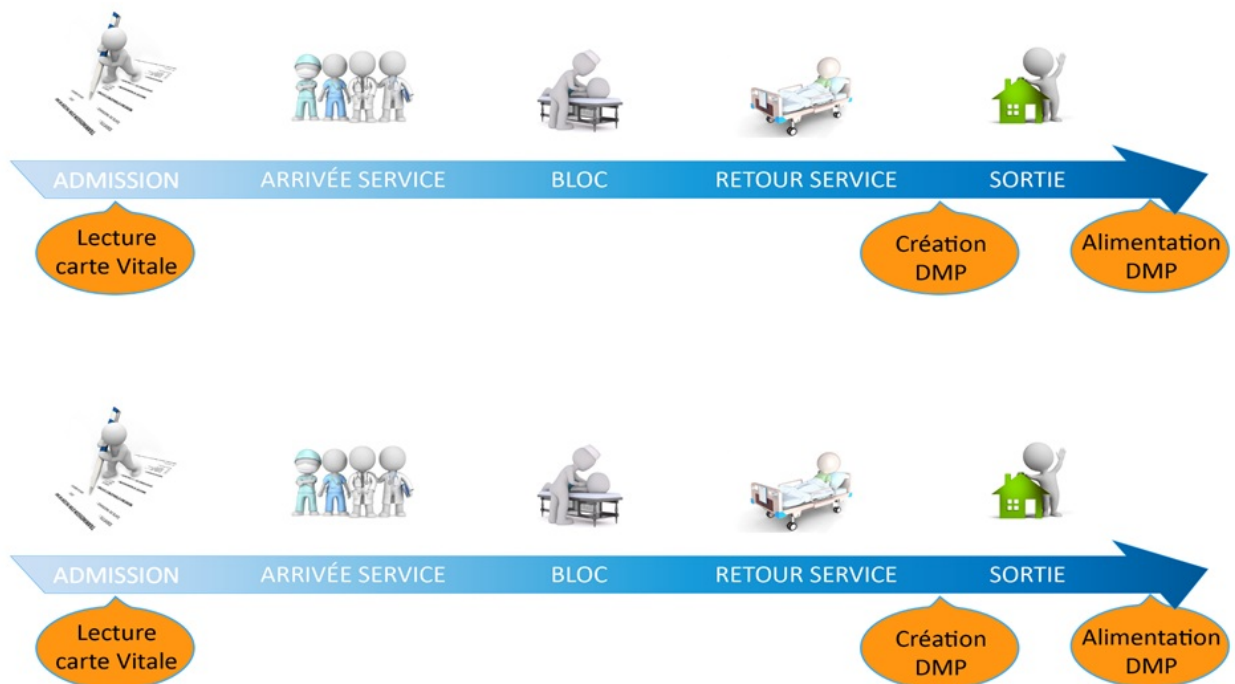 ADMISSION ARRIVÉE SERVICE BLOC RETOUR SERVICE SORTIE
Lecture
carte Vitale
Création
DMP
Alimentation
DMP
ADMISSION ARRIVÉE SERVICE BLOC RETOUR SERVICE SORTIE
Lecture
carte Vitale
Création
DMP
Alimentation
DMP